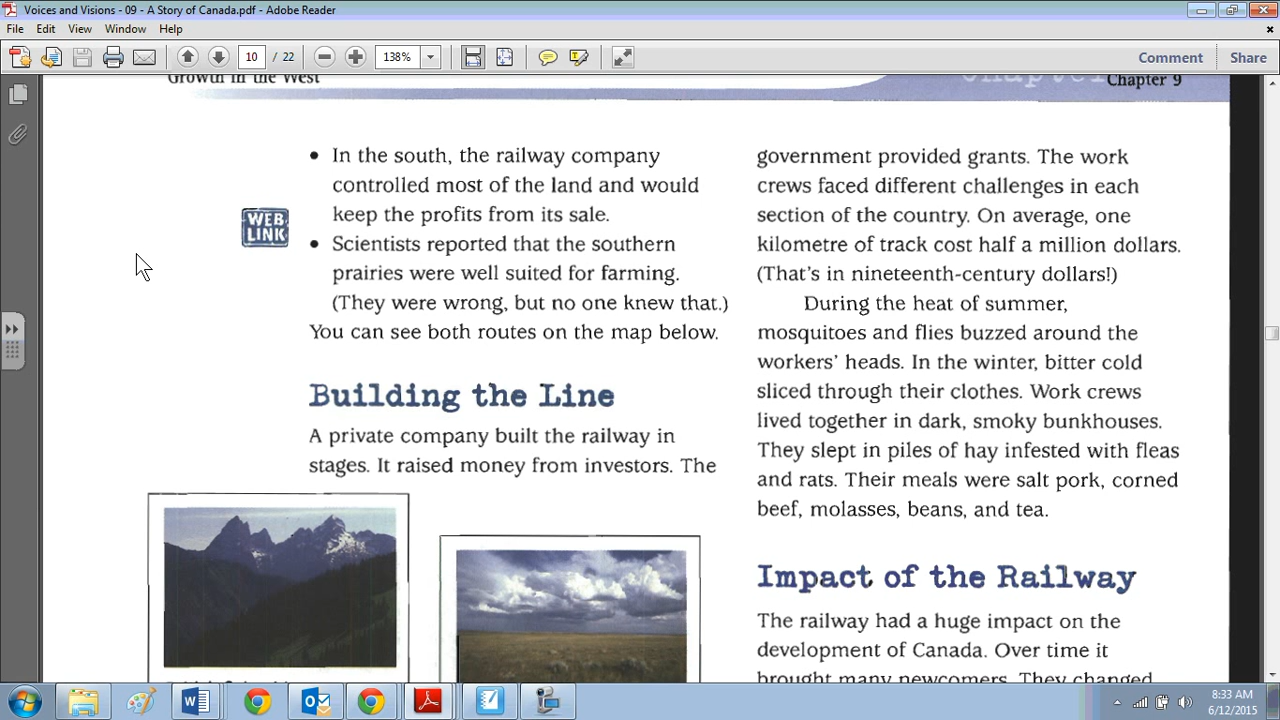 Voices and Visions - 09 - A Story of Canada.pdf - Adobe Reader
File Edit View Window Help
10 / 22 138% Comment Share
Growth in the West
Chapter 9
• In the south, the railway company
controlled most of the land and would
keep the profits from its sale.
WEB
LINK
• Scientists reported that the southern
prairies were well suited for farming.
(They were wrong, but no one knew that.)
You can see both routes on the map below.
Building the Line
A private company built the railway in
stages. It raised money from investors. The
government provided grants. The work
crews faced different challenges in each
section of the country. On average, one
kilometre of track cost half a million dollars.
(That's in nineteenth-century dollars!)
During the heat of summer,
mosquitoes and flies buzzed around the
workers' heads. In the winter, bitter cold
sliced through their clothes. Work crews
lived together in dark, smoky bunkhouses.
They slept in piles of hay infested with fleas
and rats. Their meals were salt pork, corned
beef, molasses, beans, and tea.
Impact of the Railway
The railway had a huge impact on the
development of Canada. Over time it
brought many newcomers. They changed
8:33 AM
6/12/2015